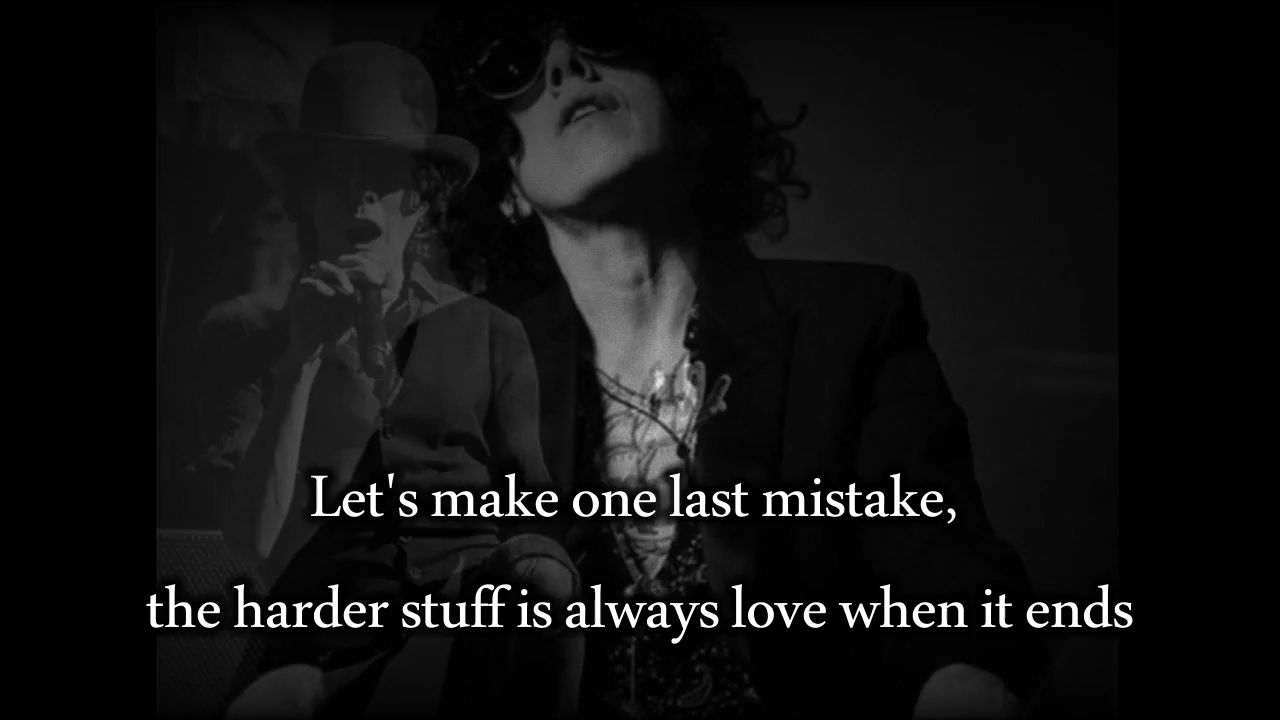 Let's make one last mistake,
the harder stuff is always love when it ends